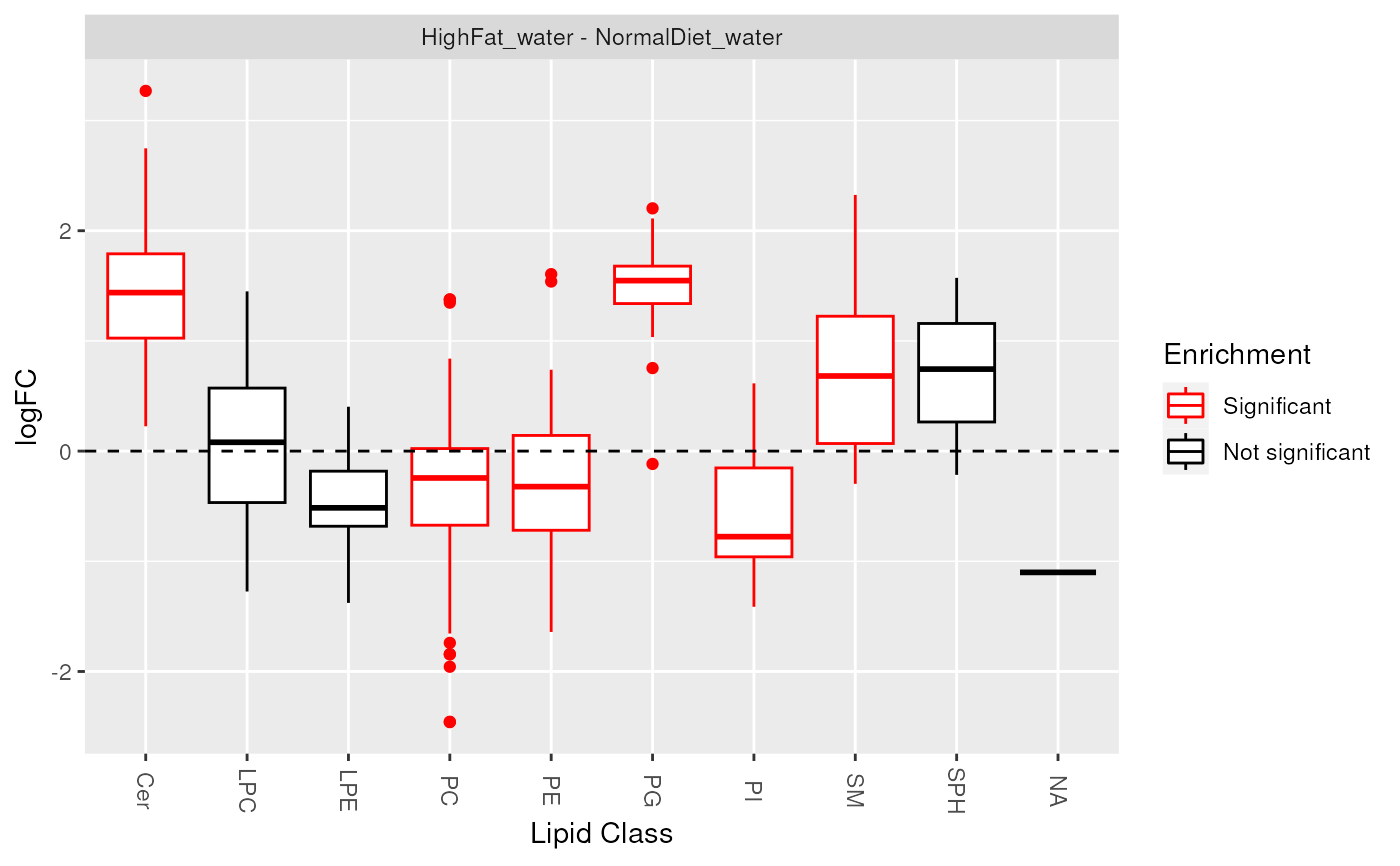 HighFat_water - NormalDiet_water
2
0
-2
logFC
Cer
LPC
LPE
PC
PE
PG
PI
SM
SPH
NA
Lipid Class
Enrichment
Significant
Not significant